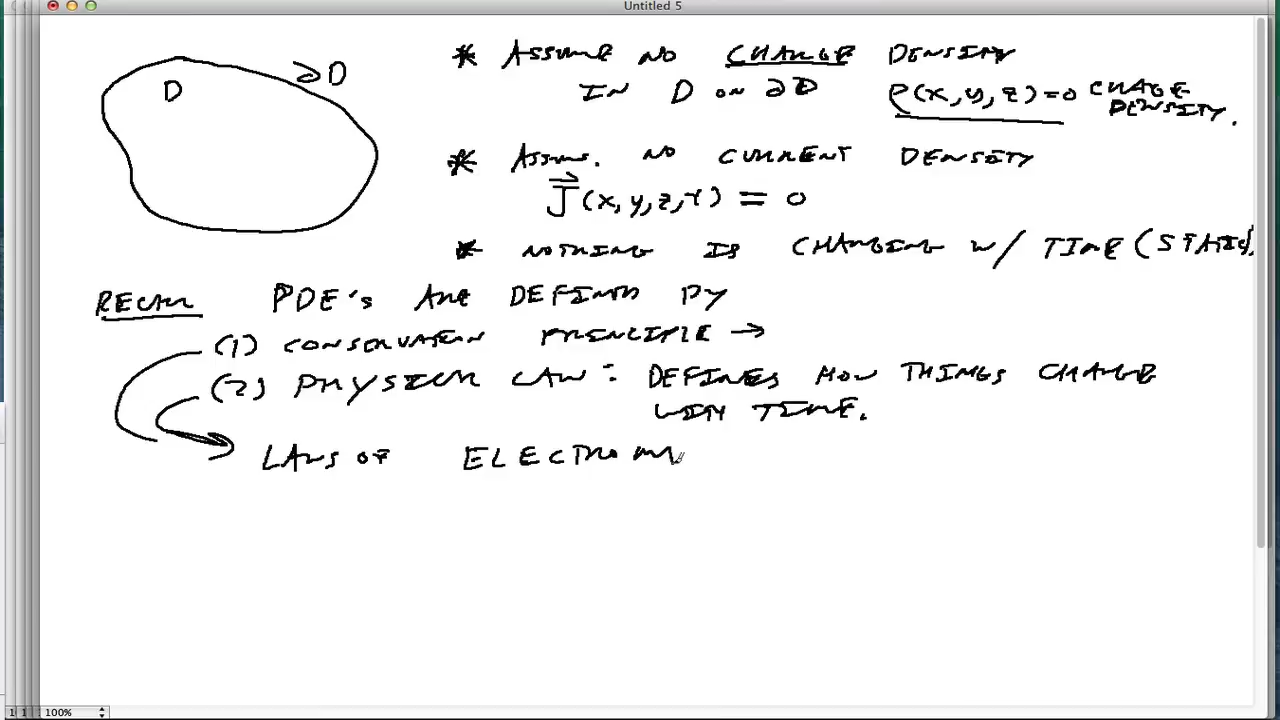 Untitled 5
D
∂D
* ASSUME NO CHARGE DENSITY
IN D ON ∂D ρ(x,y,z)=0 CHARGE
DENSITY.
* ASSUM. NO CURRENT DENSITY
J(x,y,z,t) = 0
* NOTHING IS CHANGING W/ TIME (STATIC)
RECALL PDE'S ARE DEFINED BY
(1) CONSERVATION PRINCIPLE →
(2) PHYSICAL LAW: DEFINES HOW THINGS CHANGE
WITH TIME.
LAWS OF ELECTROM
100%